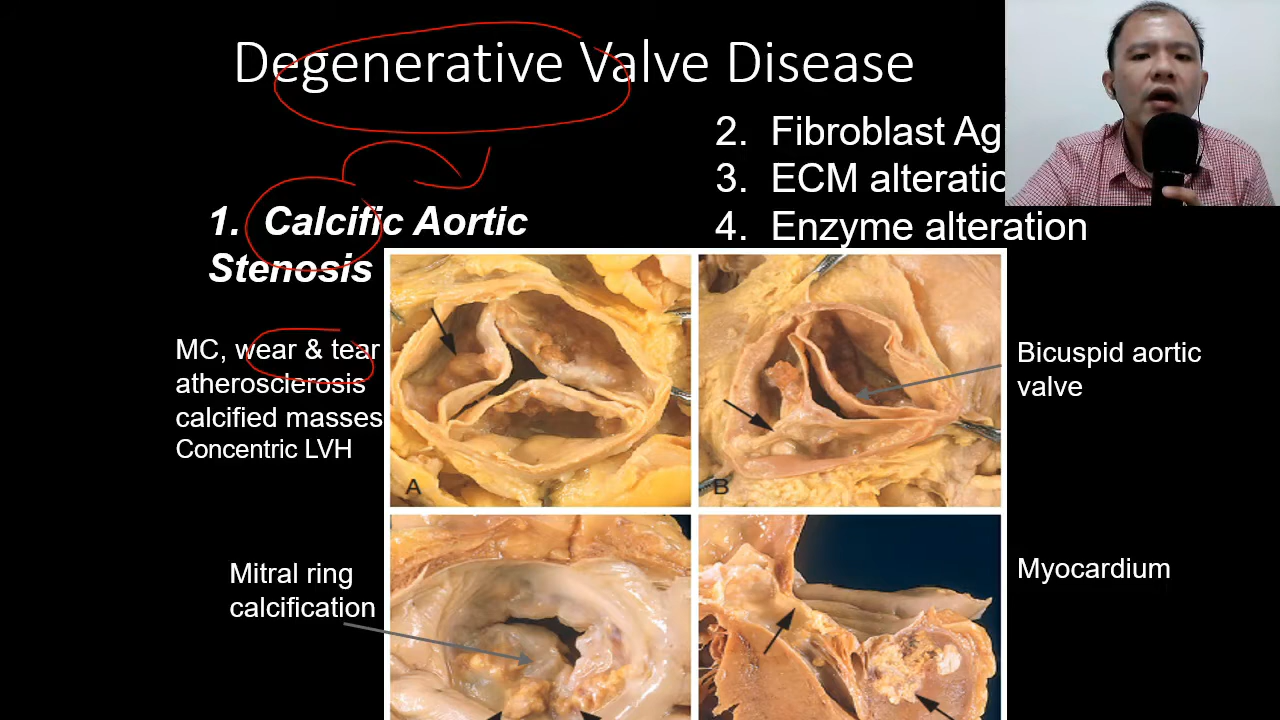 Degenerative Valve Disease
1. Calcific Aortic
Stenosis
2. Fibroblast Ag
3. ECM alteratio
4. Enzyme alteration
MC, wear & tear
atherosclerosis
calcified masses
Concentric LVH
A
B
Bicuspid aortic
valve
Mitral ring
calcification
Myocardium